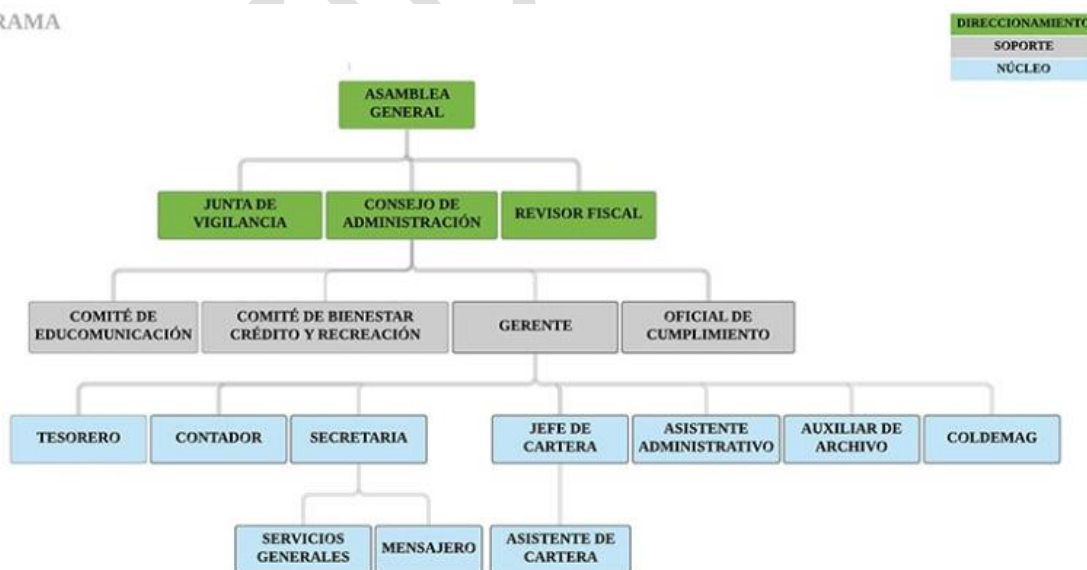 RAMA
DIRECCIONAMIENTO
SOPORTE
NÚCLEO
ASAMBLEA
GENERAL
JUNTA DE
VIGILANCIA
CONSEJO DE
ADMINISTRACIÓN
REVISOR FISCAL
COMITÉ DE
EDUCOMUNICACIÓN
COMITÉ DE BIENESTAR
CRÉDITO Y RECREACIÓN
GERENTE
OFICIAL DE
CUMPLIMIENTO
TESORERO
CONTADOR
SECRETARIA
JEFE DE
CARTERA
ASISTENTE
ADMINISTRATIVO
AUXILIAR DE
ARCHIVO
COLDEMAG
SERVICIOS
GENERALES
MENSAJERO
ASISTENTE DE
CARTERA